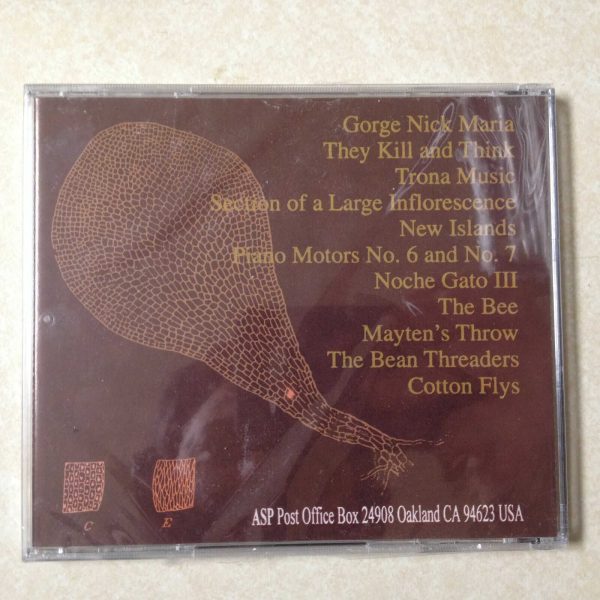 Gorge Nick Maria
They Kill and Think
Trona Music
Section of a Large Inflorescence
New Islands
Piano Motors No. 6 and No. 7
Noche Gato III
The Bee
Mayten's Throw
The Bean Threaders
Cotton Flys
C
E
ASP Post Office Box 24908 Oakland CA 94623 USA